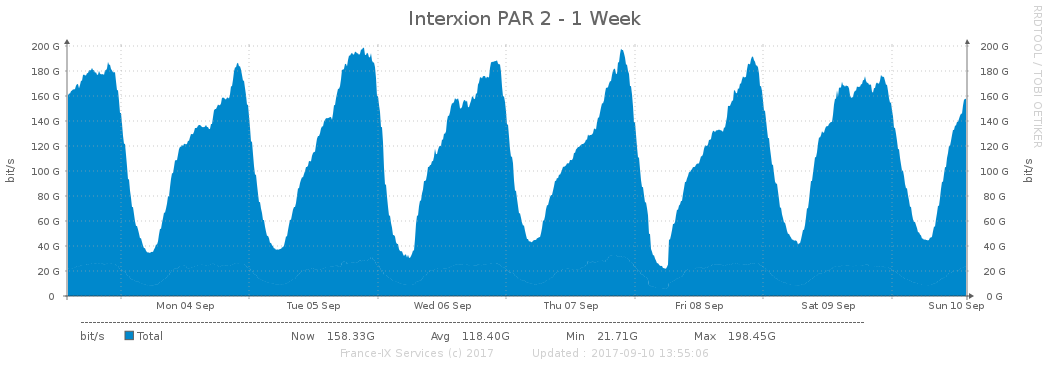 Interxion PAR 2 - 1 Week
RRDTOOL / TOBI OETIKER
bit/s
200 G 200 G
180 G 180 G
160 G 160 G
140 G 140 G
120 G 120 G
100 G 100 G
80 G 80 G
60 G 60 G
40 G 40 G
20 G 20 G
0 0 G
bit/s
Mon 04 Sep Tue 05 Sep Wed 06 Sep Thu 07 Sep Fri 08 Sep Sat 09 Sep Sun 10 Sep
bit/s Total Now 158.33G Avg 118.40G Min 21.71G Max 198.45G
France-IX Services (c) 2017 Updated : 2017-09-10 13:55:06